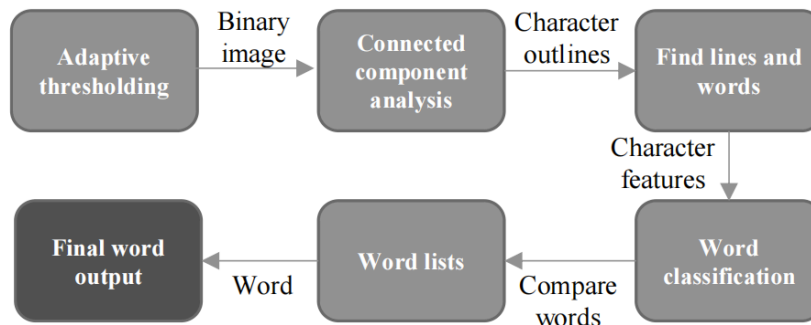 Adaptive
thresholding
Binary
image
Connected
component
analysis
Character
outlines
Find lines and
words
Character
features
Word
classification
Compare
words
Word lists
Word
Final word
output